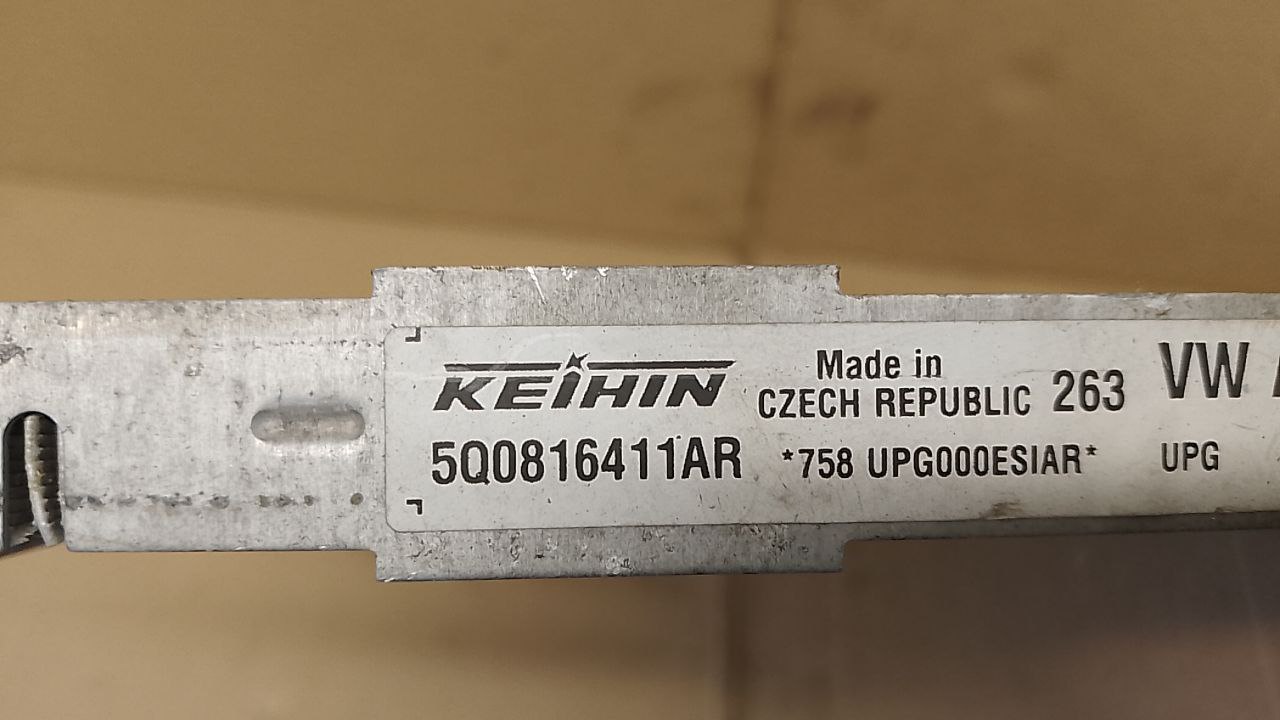 KEIHIN
Made in
CZECH REPUBLIC 263
VW
5Q0816411AR *758 UPG000ESIAR* UPG